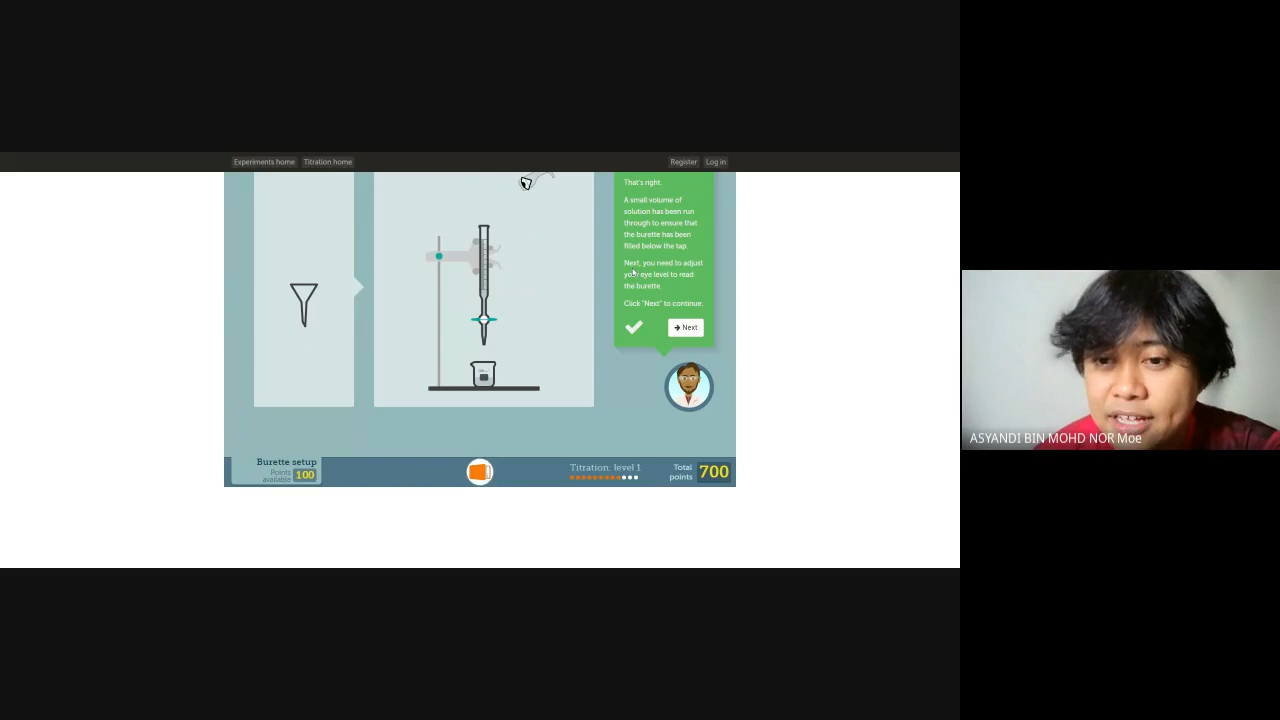 Experiments home Titration home Register Log in
That's right.
A small volume of
solution has been run
through to ensure that
the burette has been
filled below the tap.
Next, you need to adjust
your eye level to read
the burette.
Click "Next" to continue.
Next
Burette setup
Points
available 100
Titration: level 1
Total
points 700
ASYANDI BIN MOHD NOR Moe